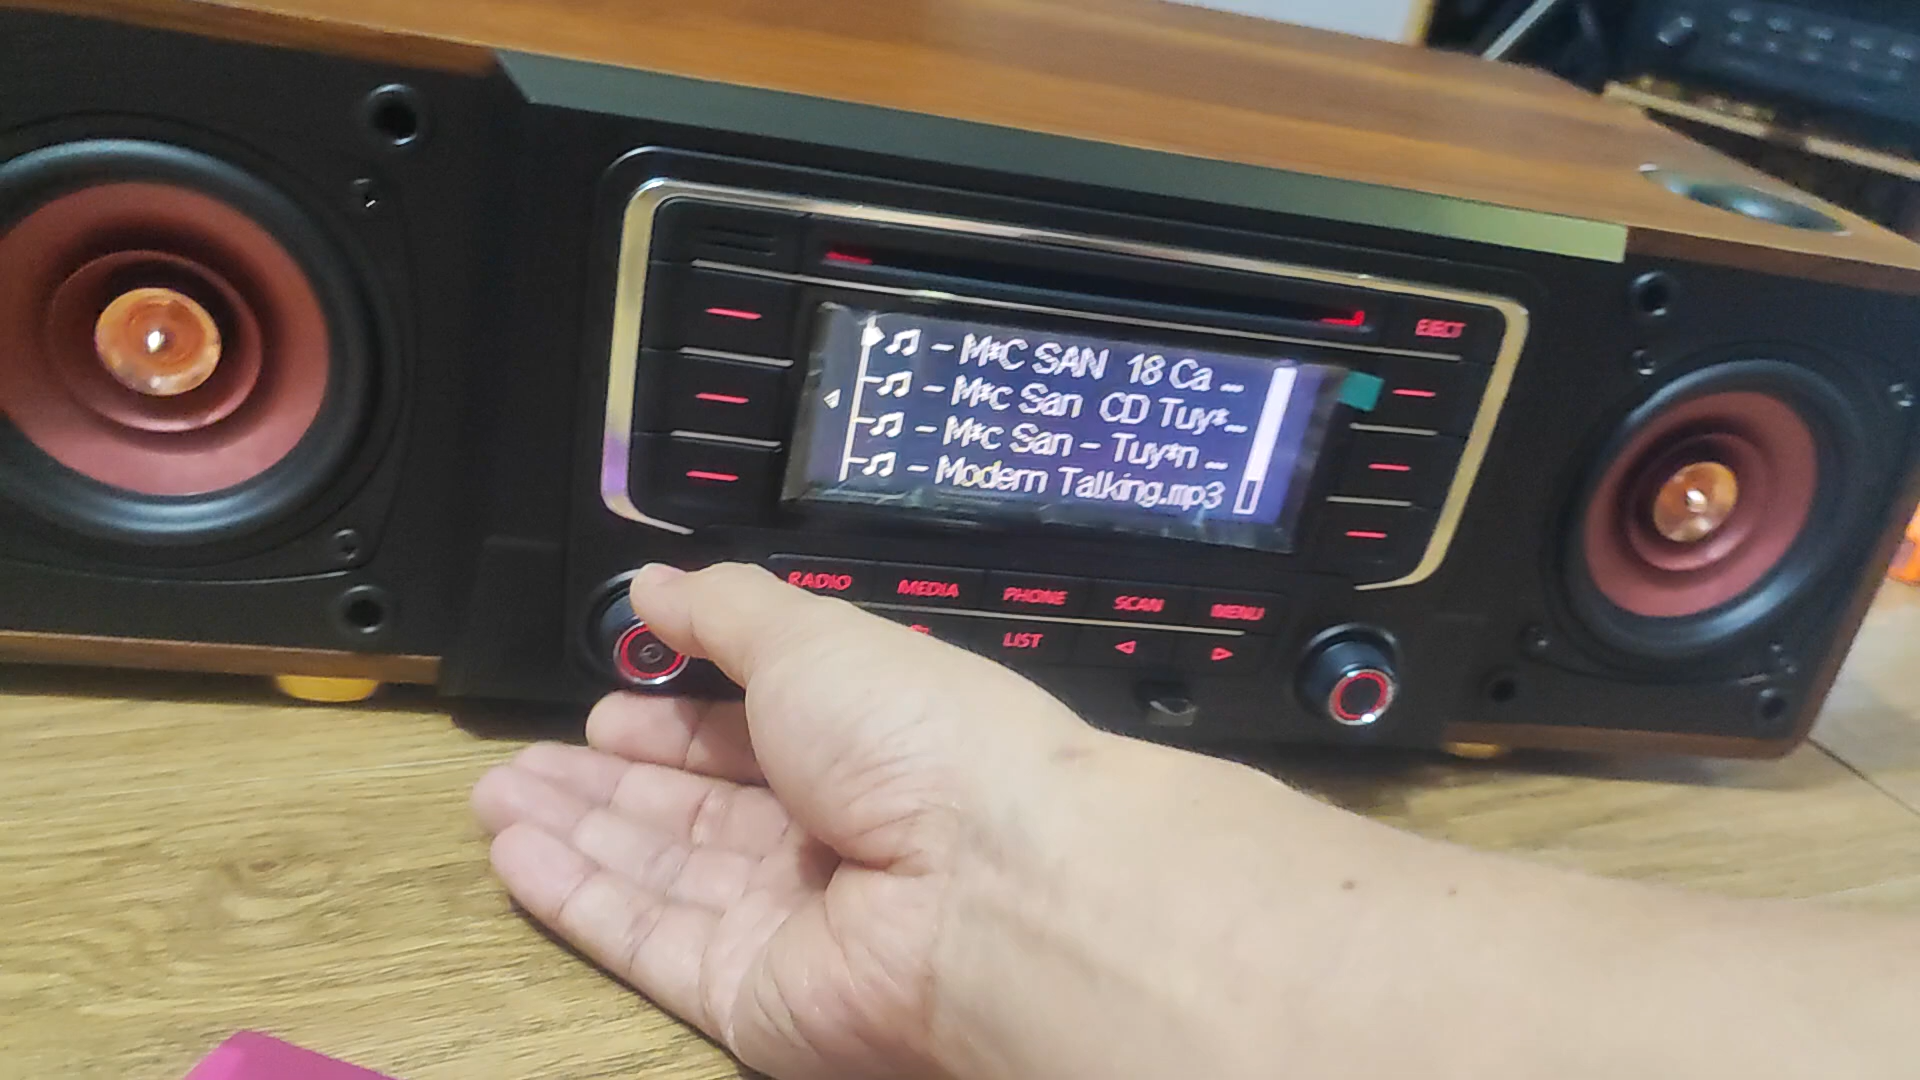 EJECT
– M*C SAN 18 Ca ...
– M*c San CD Tuy*...
– M*c San – Tuy*n ...
– Modern Talking.mp3
RADIO MEDIA PHONE SCAN MENU
LIST